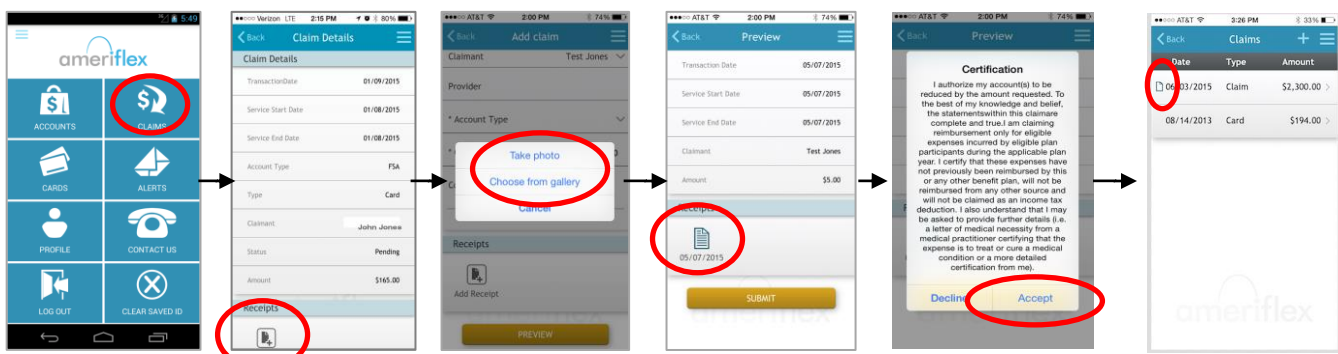 5:49
ameriflex
ACCOUNTS
CLAIMS
CARDS
ALERTS
PROFILE
CONTACT US
LOG OUT
CLEAR SAVED ID
Verizon LTE 2:15 PM 80%
Back Claim Details
Claim Details
TransactionDate 01/09/2015
Service Start Date 01/08/2015
Service End Date 01/08/2015
Account Type FSA
Type Card
Claimant John Jones
Status Pending
Amount $165.00
Receipts
AT&T 2:00 PM 74%
Back Add claim
Claimant Test Jones
Provider
* Account Type
Take photo
Choose from gallery
Cancel
Receipts
Add Receipt
PREVIEW
AT&T 2:00 PM 74%
Back Preview
Transaction Date 05/07/2015
Service Start Date 05/07/2015
Service End Date 05/07/2015
Claimant Test Jones
Amount $5.00
Receipts
05/07/2015
SUBMIT
ameriflex
AT&T 2:00 PM 74%
Back Preview
Certification
I authorize my account(s) to be
reduced by the amount requested. To
the best of my knowledge and belief,
the statementswithin this claimare
complete and true.I am claiming
reimbursement only for eligible
expenses incurred by eligible plan
participants during the applicable plan
year. I certify that these expenses have
not previously been reimbursed by this
or any other benefit plan, will not be
reimbursed from any other source and
will not be claimed as an income tax
deduction. I also understand that I may
be asked to provide further details (i.e.
a letter of medical necessity from a
medical practitioner certifying that the
expense is to treat or cure a medical
condition or a more detailed
certification from me).
Decline Accept
AT&T 3:26 PM 33%
Back Claims
Date Type Amount
06/03/2015 Claim $2,300.00
08/14/2013 Card $194.00
ameriflex